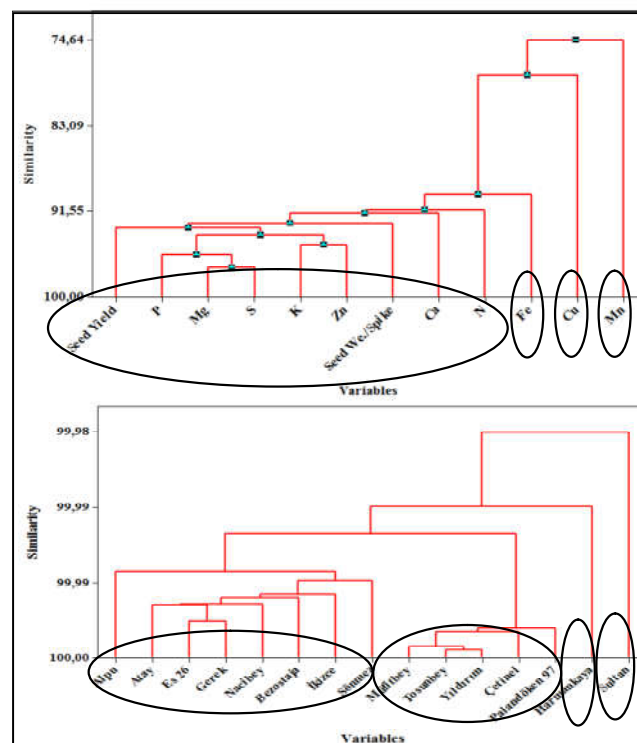 74,64
83,09
91,55
100,00
Similarity
Seed Yield
P
Mg
S
K
Zn
Seed We./Spike
Ca
N
Fe
Cu
Mn
Variables
99,98
99,99
99,99
100,00
Similarity
Alpu
Atay
Es 26
Gerek
Nacibey
Bezostaja
İkizce
Sönmez
Müfitbey
Tosunbey
Yıldırım
Çetinel
Palandöken 97
Harmankaya
Sultan
Variables